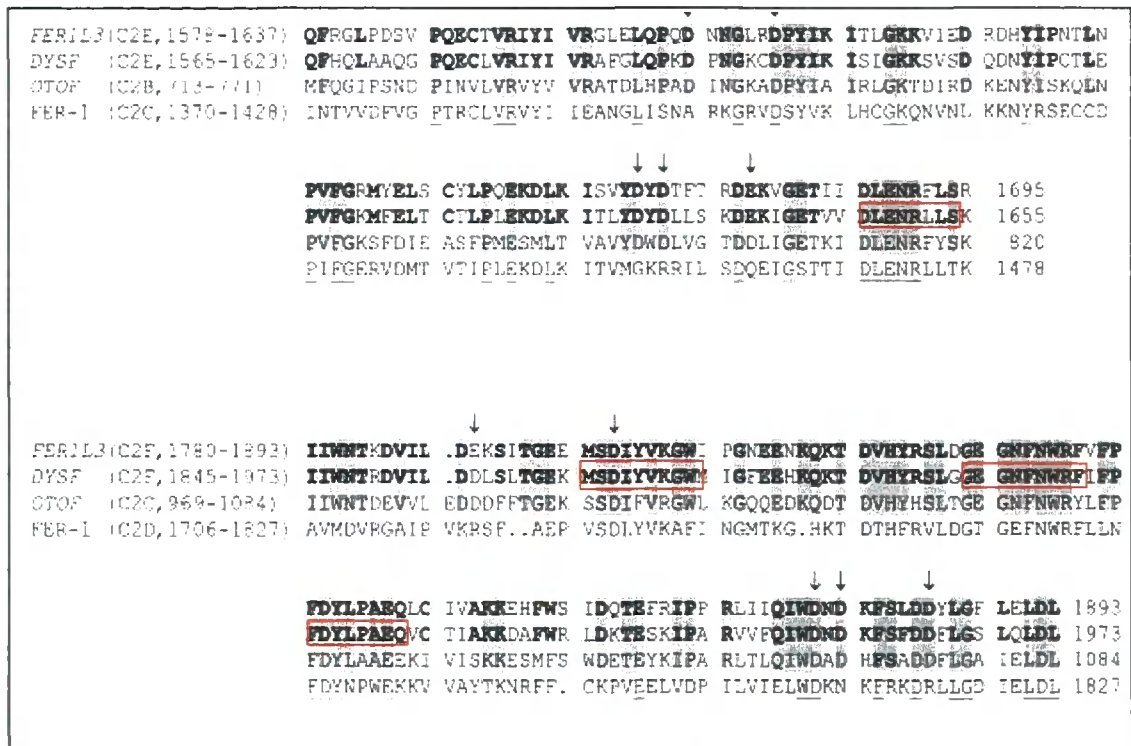 FER1L3(C2E,1579-1637) QFRGLPDSV PQECTVRIYI VRGLELQPQD NNGLRDPYIK ITLGKKVIED RDHYIPNTLN
DYSF (C2E,1565-1623) QFHQLAAQG PQECLVRIYI VRAFGLQPKD PNGKCDPYIK ISIGKKSVSD QDNYIPCTLE
OTOF (C2B, 713-771) MFQGIPSND PINVLVRVYV VRATDLHPAD INGKADPYIA IRLGKTDIRD KENYISKQLN
FER-1 (C2C,1370-1428) INTVVDFVG PTRCLVRVYI IEANGLISNA RKGRVDSYVK LHCGKQNVNL KKNYRSECCD
PVFGRMYELS CYLPQEKDLK ISVYDYDTFT RDEKVGETII DLENRFLSR 1695
PVFGKMFELT CTLPLEKDLK ITLYDYDLLS KDEKIGETVV DLENRLLSK 1655
PVFGKSFDIE ASFPMESMLT VAVYDWDLVG TDDLIGETKI DLENRFYSK 820
PIFGERVDMT VTIPLEKDLK ITVMGKRRIL SDQEIGSTTI DLENRLLTK 1478
FER1L3(C2F,1780-1893) IIWNTKDVIL .DEKSITGEE MSDIYVKGWI PGNEENKQKT DVHYRSLDGE GNFNWRFVFP
DYSF (C2F,1845-1973) IIWNTRDVIL .DDLSLTGEK MSDIYVKGWM IGFEEHKQKT DVHYRSLGGE GNFNWRFIFP
OTOF (C2C, 969-1084) IIWNTDEVVL EDDDFFTGEK SSDIFVRGWL KGQQEDKQDT DVHYHSLTGE GNFNWRYLFP
FER-1 (C2D,1706-1827) AVMDVRGAIP VKRSF..AEP VSDLYVKAFI NGMTKG.HKT DTHFRVLDGT GEFNWRFLLN
FDYLPAEQLC IVAKKEHFWS IDQTEFRIPP RLIIQIWDND KFSLDDYLGF LELDL 1893
FDYLPAEQVC TIAKKDAFWR LDKTESKIPA RVVFQIWDND KFSFDDFLGS LQLDL 1973
FDYLAAEEKI VISKKESMFS WDETEYKIPA RLTLQIWDAD HFSADDFLGA IELDL 1084
FDYNPWEKKV VAYTKNRFF. CKPVEELVDP ILVIELWDKN KFRKDRLLGD IELDL 1827